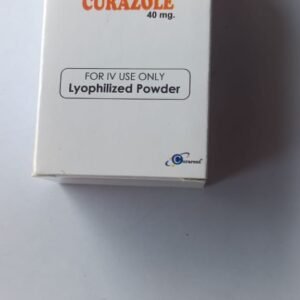 CURAZOLE
40 mg.
FOR IV USE ONLY
Lyophilized Powder